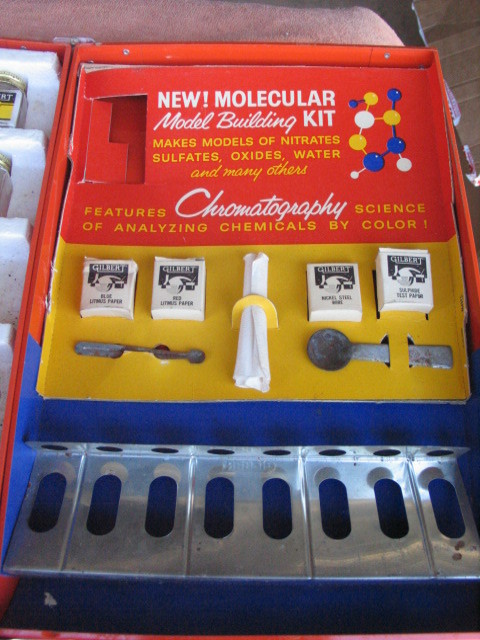 NEW! MOLECULAR
Model Building KIT
MAKES MODELS OF NITRATES
SULFATES, OXIDES, WATER
and many others
FEATURES Chromatography SCIENCE
OF ANALYZING CHEMICALS BY COLOR!
GILBERT
BLUE
LITMUS PAPER
GILBERT
RED
LITMUS PAPER
GILBERT
NICKEL STEEL
WIRE
GILBERT
SULPHIDE
TEST PAPER